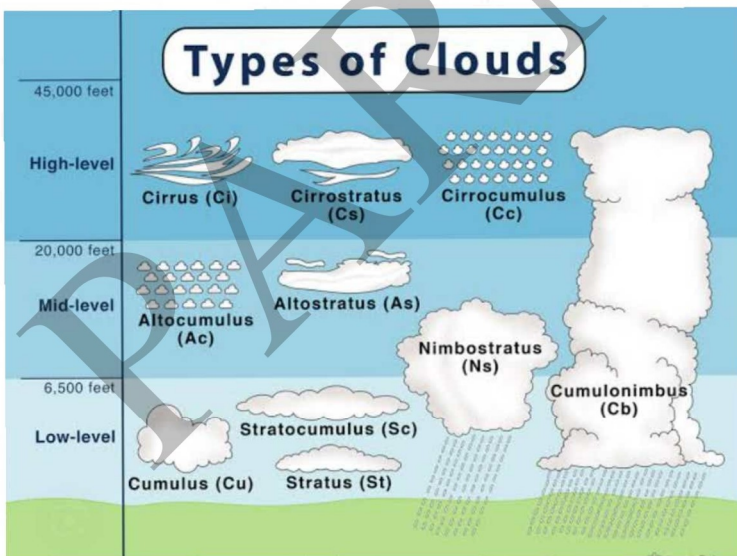 Types of Clouds
45,000 feet
High-level
Cirrus (Ci)
Cirrostratus
(Cs)
Cirrocumulus
(Cc)
20,000 feet
Mid-level
Altocumulus
(Ac)
Altostratus (As)
Nimbostratus
(Ns)
Cumulonimbus
(Cb)
6,500 feet
Low-level
Stratocumulus (Sc)
Cumulus (Cu)
Stratus (St)
PAR